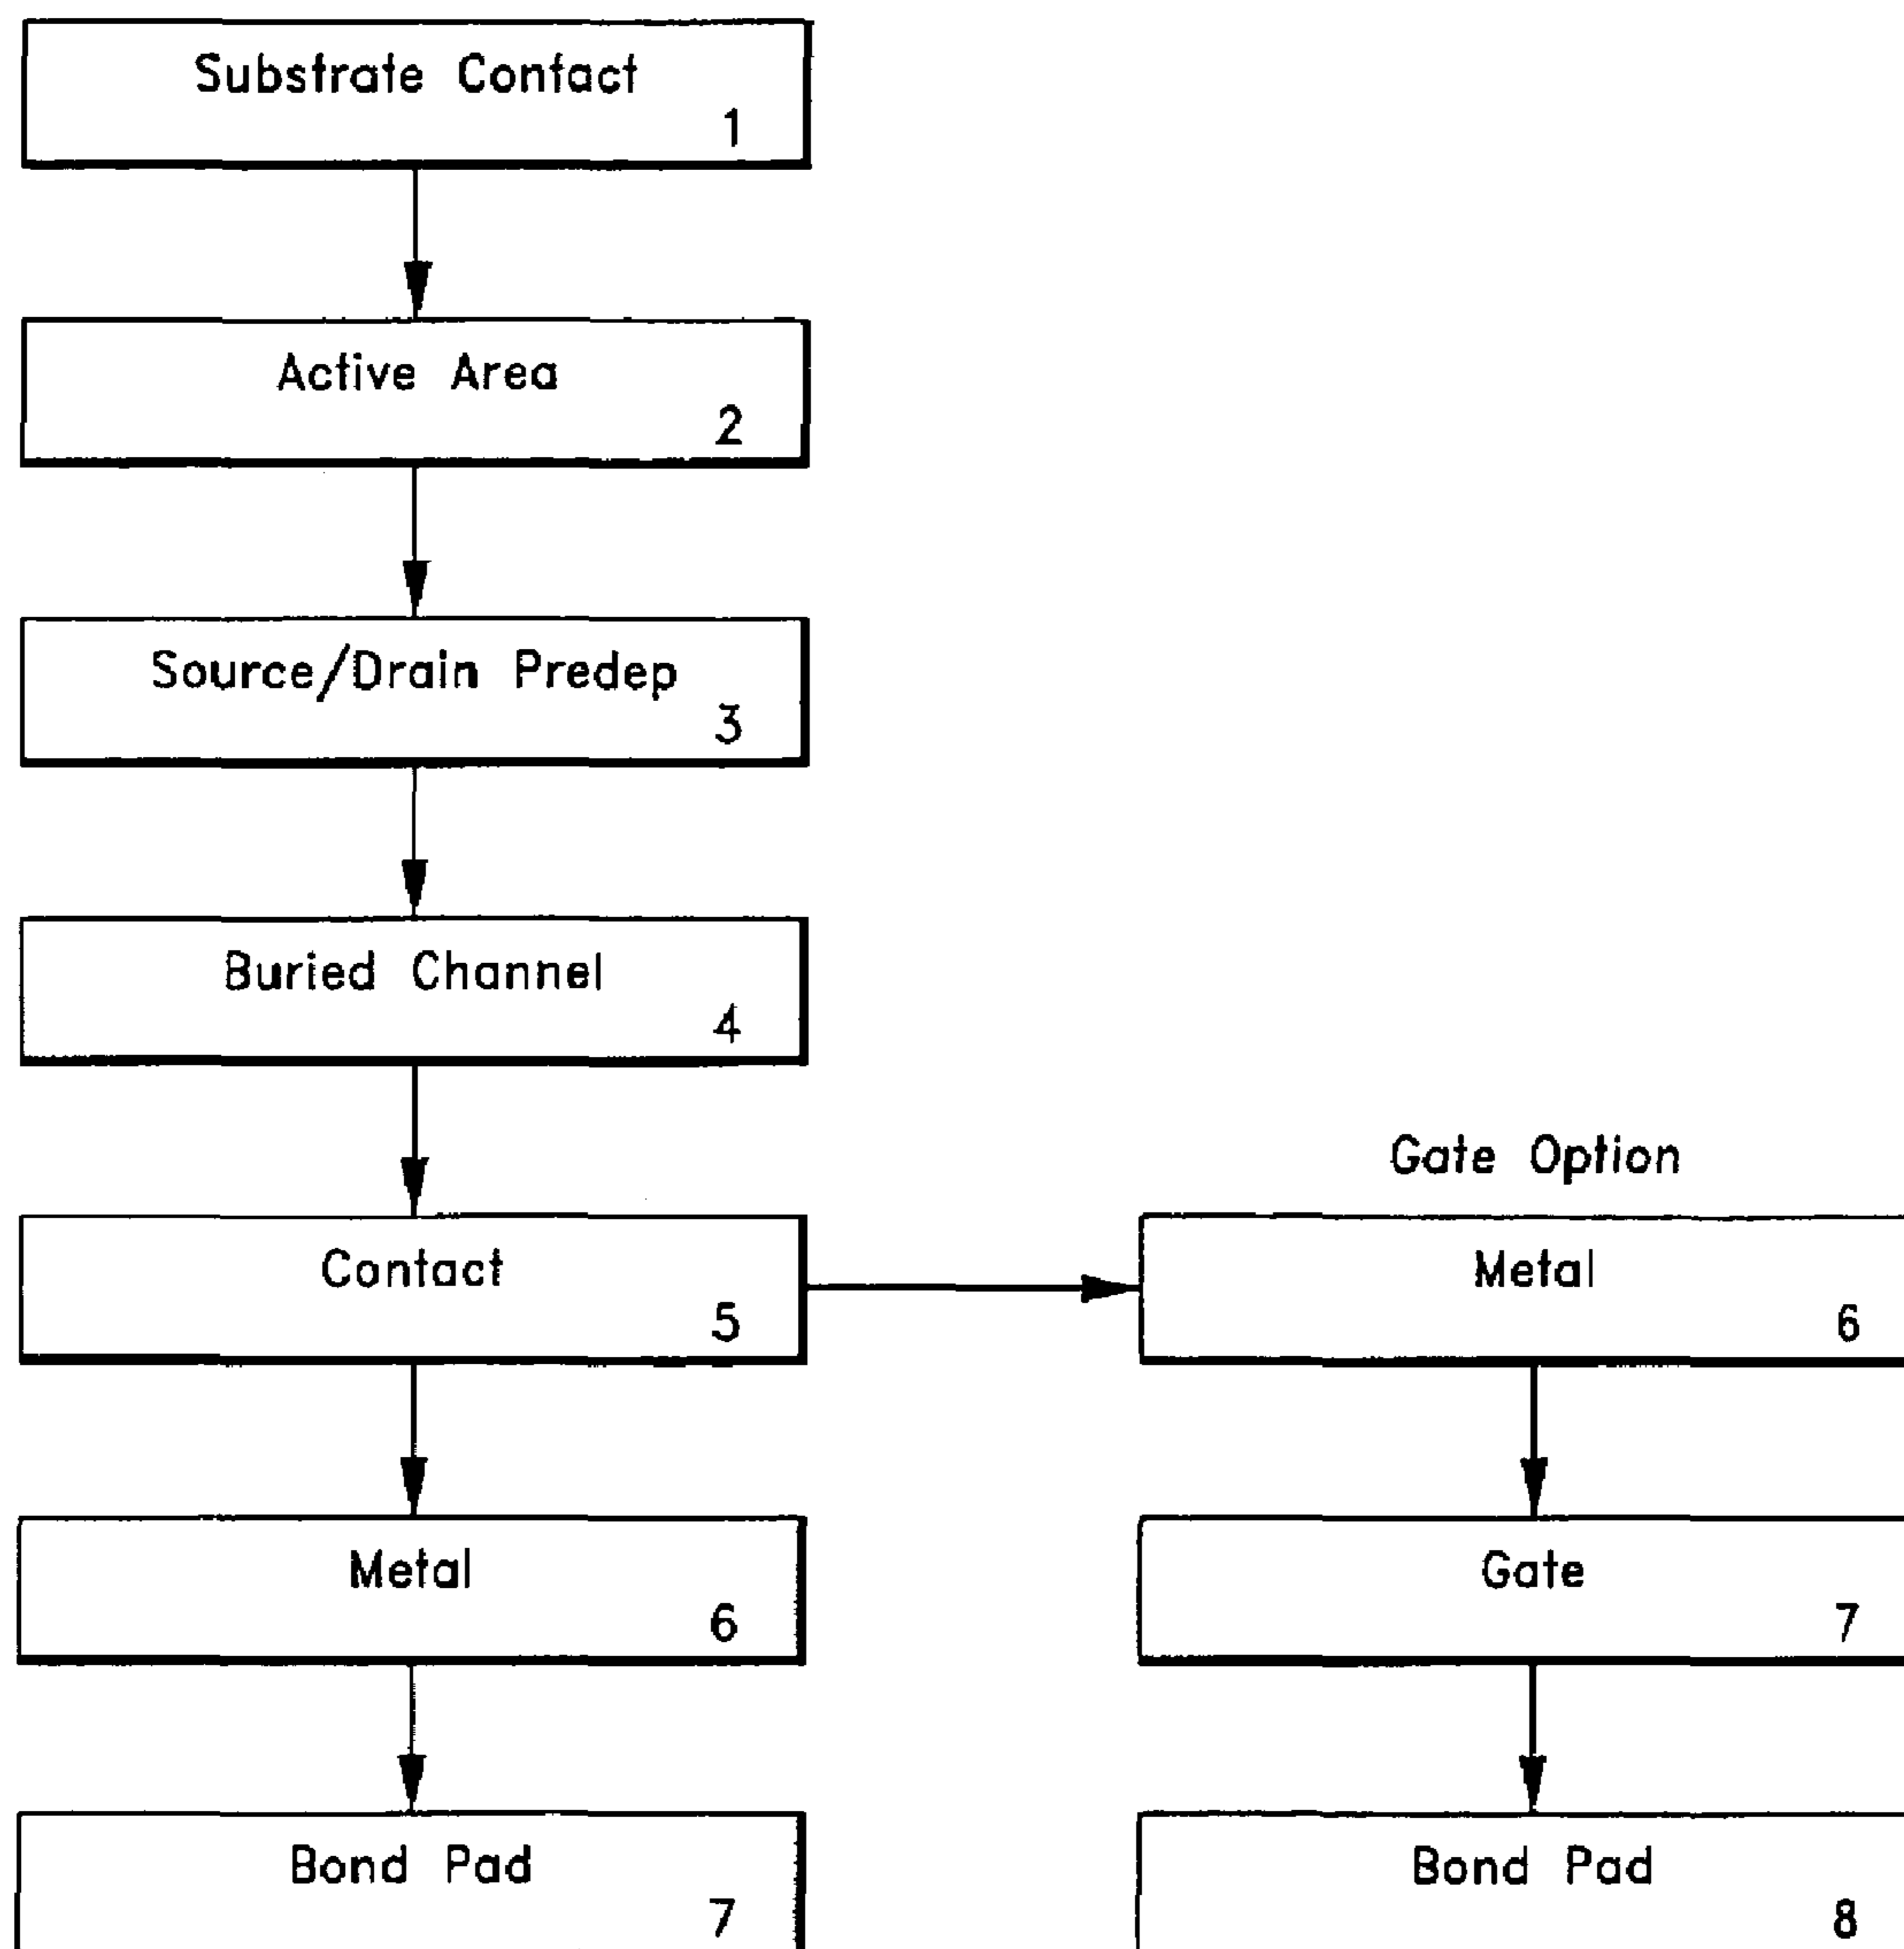 Substrate Contact
1
Active Area
2
Source/Drain Predep
3
Buried Channel
4
Contact
5
Metal
6
Bond Pad
7
Gate Option
Metal
6
Gate
7
Bond Pad
8